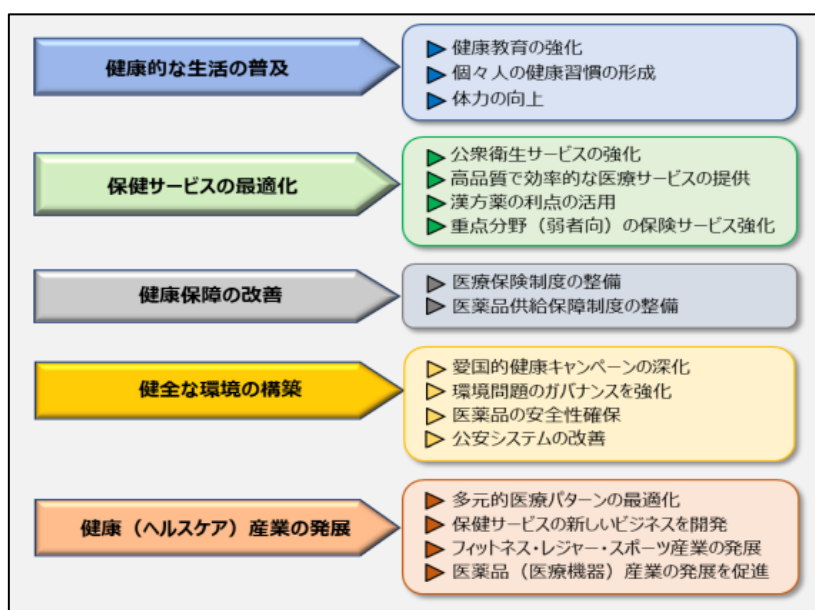 健康的な生活の普及
▶健康教育の強化
▶個々人の健康習慣の形成
▶体力の向上
保健サービスの最適化
▶公衆衛生サービスの強化
▶高品質で効率的な医療サービスの提供
▶漢方薬の利点の活用
▶重点分野（弱者向）の保険サービス強化
健康保障の改善
▶医療保険制度の整備
▶医薬品供給保障制度の整備
健全な環境の構築
▶愛国的健康キャンペーンの深化
▶環境問題のガバナンスを強化
▶医薬品の安全性確保
▶公安システムの改善
健康（ヘルスケア）産業の発展
▶多元的医療パターンの最適化
▶保健サービスの新しいビジネスを開発
▶フィットネス・レジャー・スポーツ産業の発展
▶医薬品（医療機器）産業の発展を促進